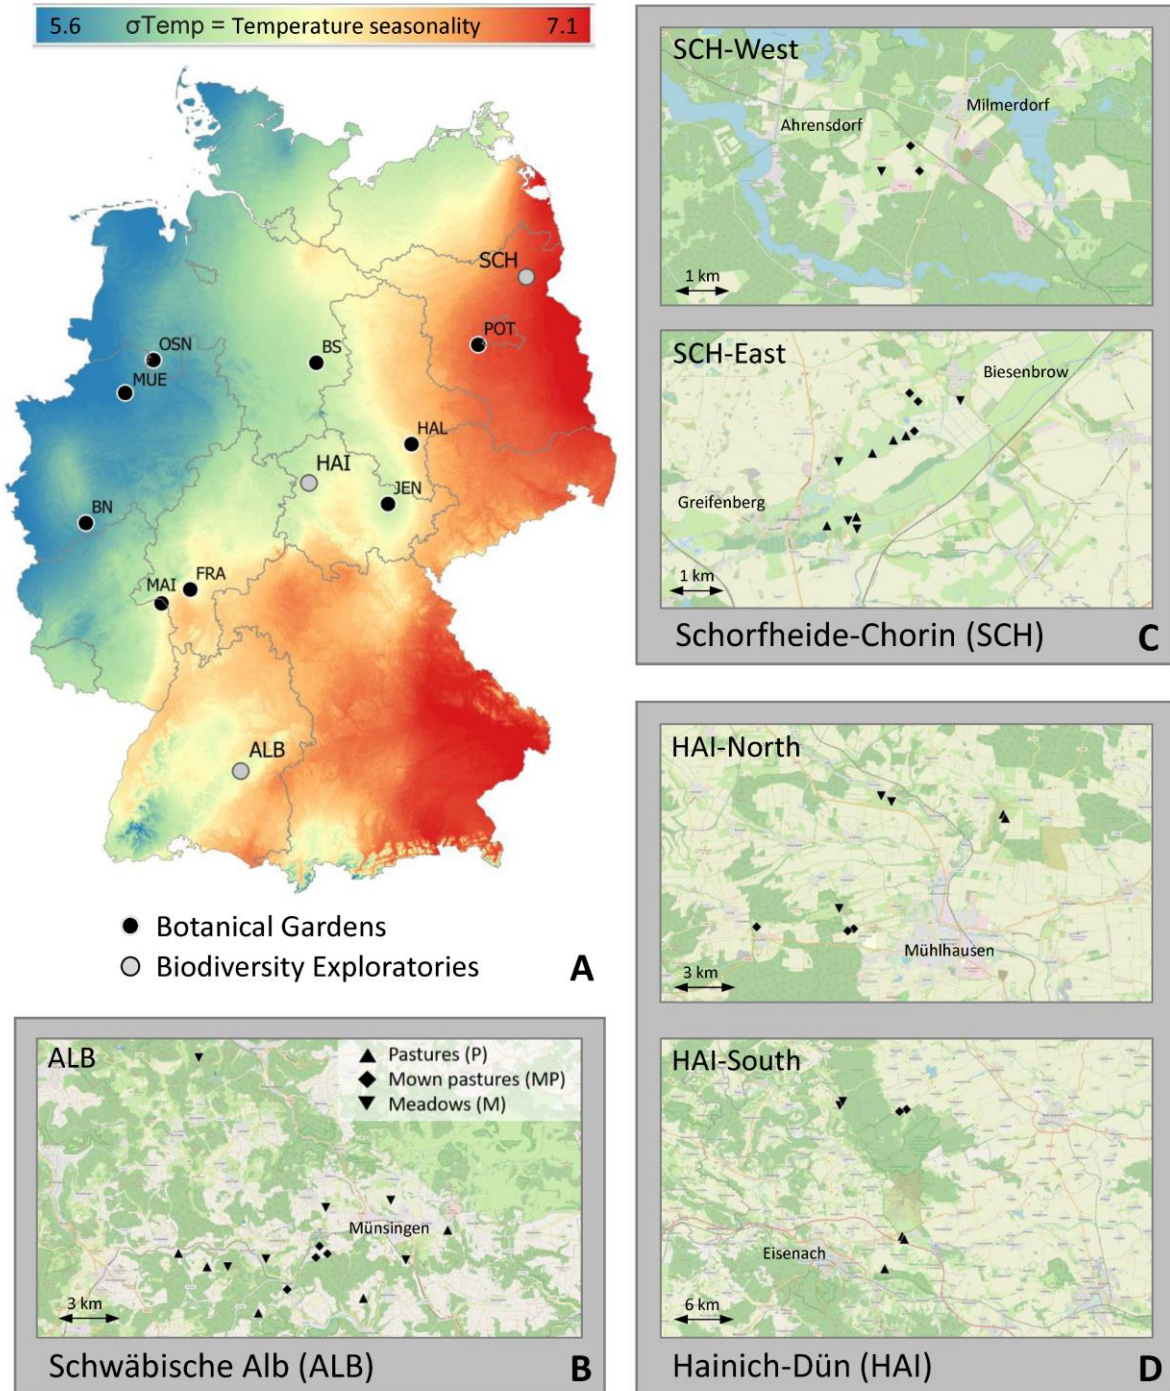 5.6 σTemp = Temperature seasonality 7.1
SCH
POT
OSN
BS
MUE
HAL
HAI
JEN
BN
FRA
MAI
ALB
Botanical Gardens
Biodiversity Exploratories
A
ALB
Pastures (P)
Mown pastures (MP)
Meadows (M)
Münsingen
3 km
Schwäbische Alb (ALB)
B
SCH-West
Milmerdorf
Ahrensdorf
1 km
SCH-East
Biesenbrow
Greifenberg
1 km
Schorfheide-Chorin (SCH)
C
HAI-North
Mühlhausen
3 km
HAI-South
Eisenach
6 km
Hainich-Dün (HAI)
D